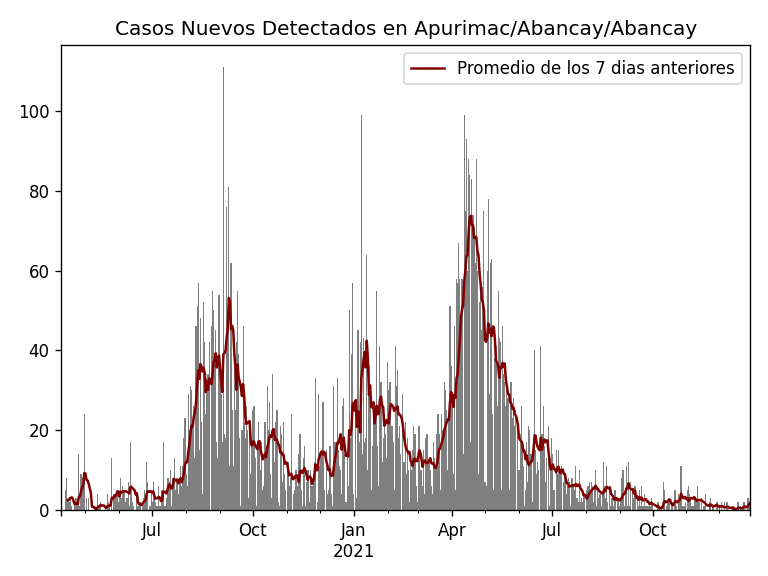 Casos Nuevos Detectados en Apurimac/Abancay/Abancay
Promedio de los 7 dias anteriores
100
80
60
40
20
0
Jul Oct Jan Apr Jul Oct
2021